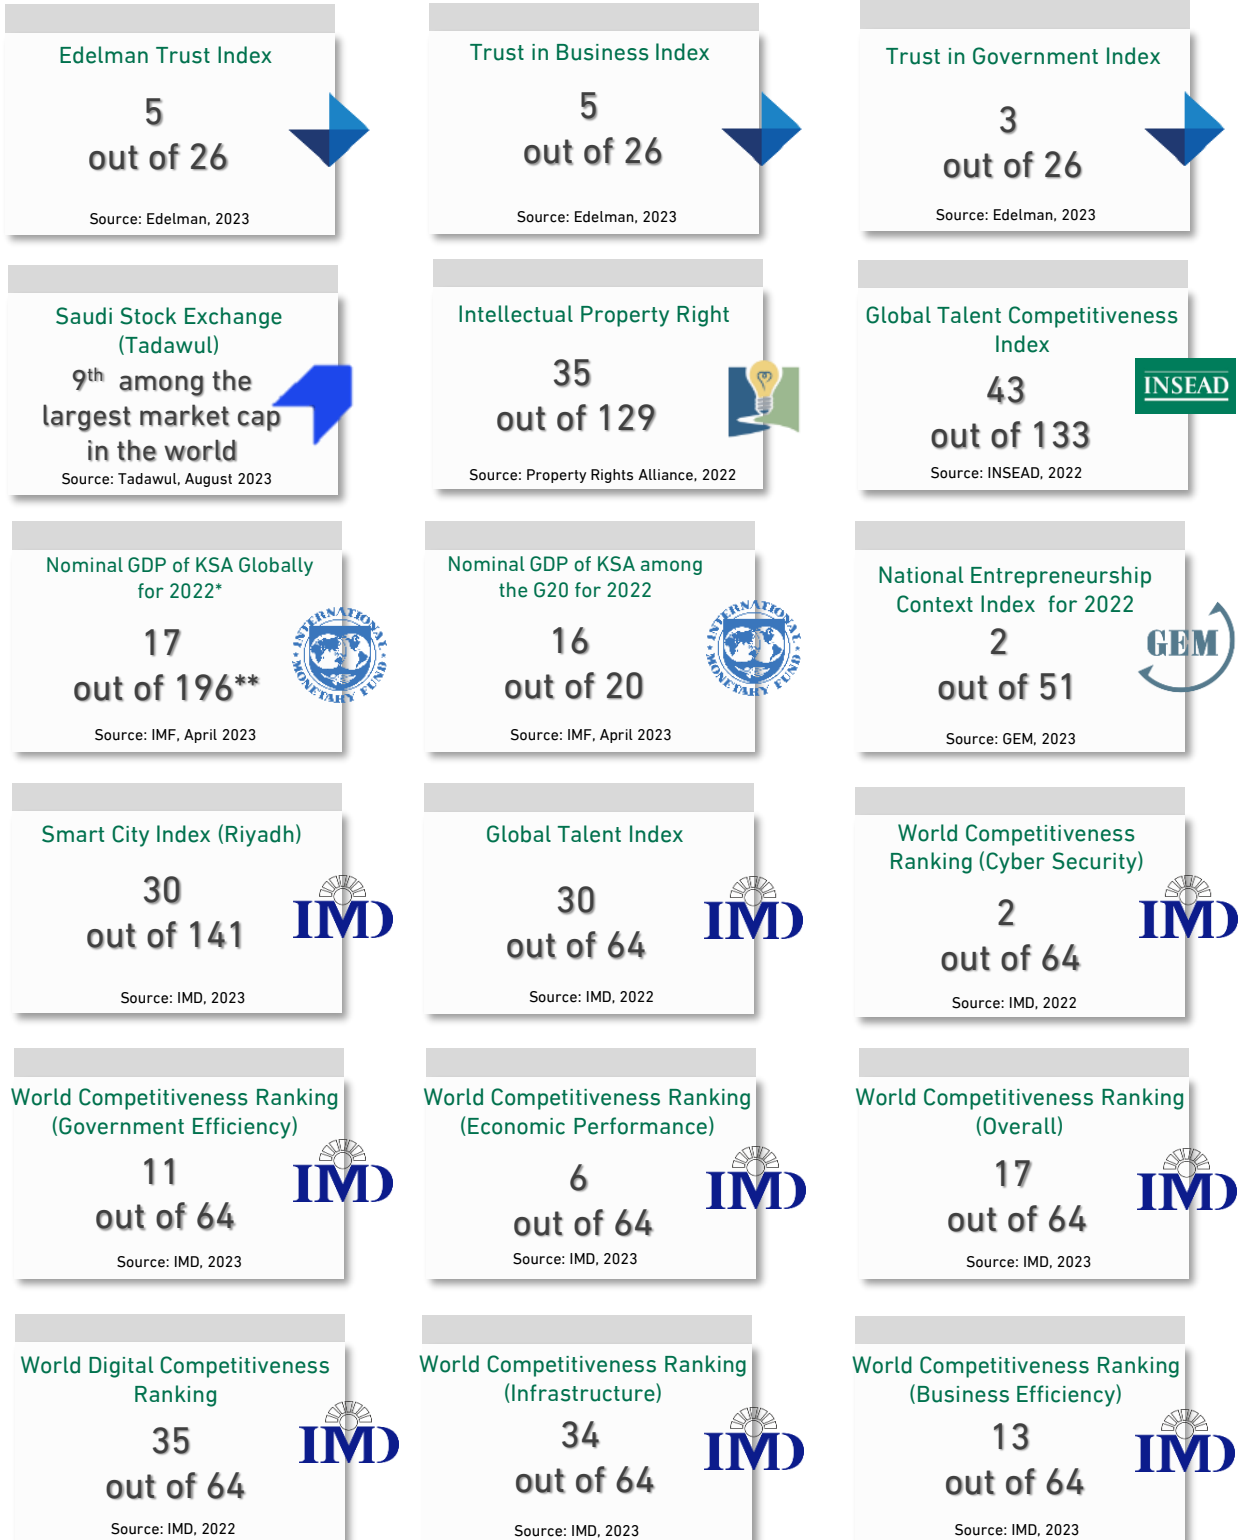 Edelman Trust Index
5
out of 26
Source: Edelman, 2023
Trust in Business Index
5
out of 26
Source: Edelman, 2023
Trust in Government Index
3
out of 26
Source: Edelman, 2023
Saudi Stock Exchange
(Tadawul)
9th among the
largest market cap
in the world
Source: Tadawul, August 2023
Intellectual Property Right
35
out of 129
Source: Property Rights Alliance, 2022
Global Talent Competitiveness
Index
43
out of 133
Source: INSEAD, 2022
INSEAD
Nominal GDP of KSA Globally
for 2022*
17
out of 196**
Source: IMF, April 2023
INTERNATIONAL MONETARY FUND
Nominal GDP of KSA among
the G20 for 2022
16
out of 20
Source: IMF, April 2023
INTERNATIONAL MONETARY FUND
National Entrepreneurship
Context Index for 2022
2
out of 51
Source: GEM, 2023
GEM
Smart City Index (Riyadh)
30
out of 141
Source: IMD, 2023
IMD
Global Talent Index
30
out of 64
Source: IMD, 2022
IMD
World Competitiveness
Ranking (Cyber Security)
2
out of 64
Source: IMD, 2022
IMD
World Competitiveness Ranking
(Government Efficiency)
11
out of 64
Source: IMD, 2023
IMD
World Competitiveness Ranking
(Economic Performance)
6
out of 64
Source: IMD, 2023
IMD
World Competitiveness Ranking
(Overall)
17
out of 64
Source: IMD, 2023
IMD
World Digital Competitiveness
Ranking
35
out of 64
Source: IMD, 2022
IMD
World Competitiveness Ranking
(Infrastructure)
34
out of 64
Source: IMD, 2023
IMD
World Competitiveness Ranking
(Business Efficiency)
13
out of 64
Source: IMD, 2023
IMD